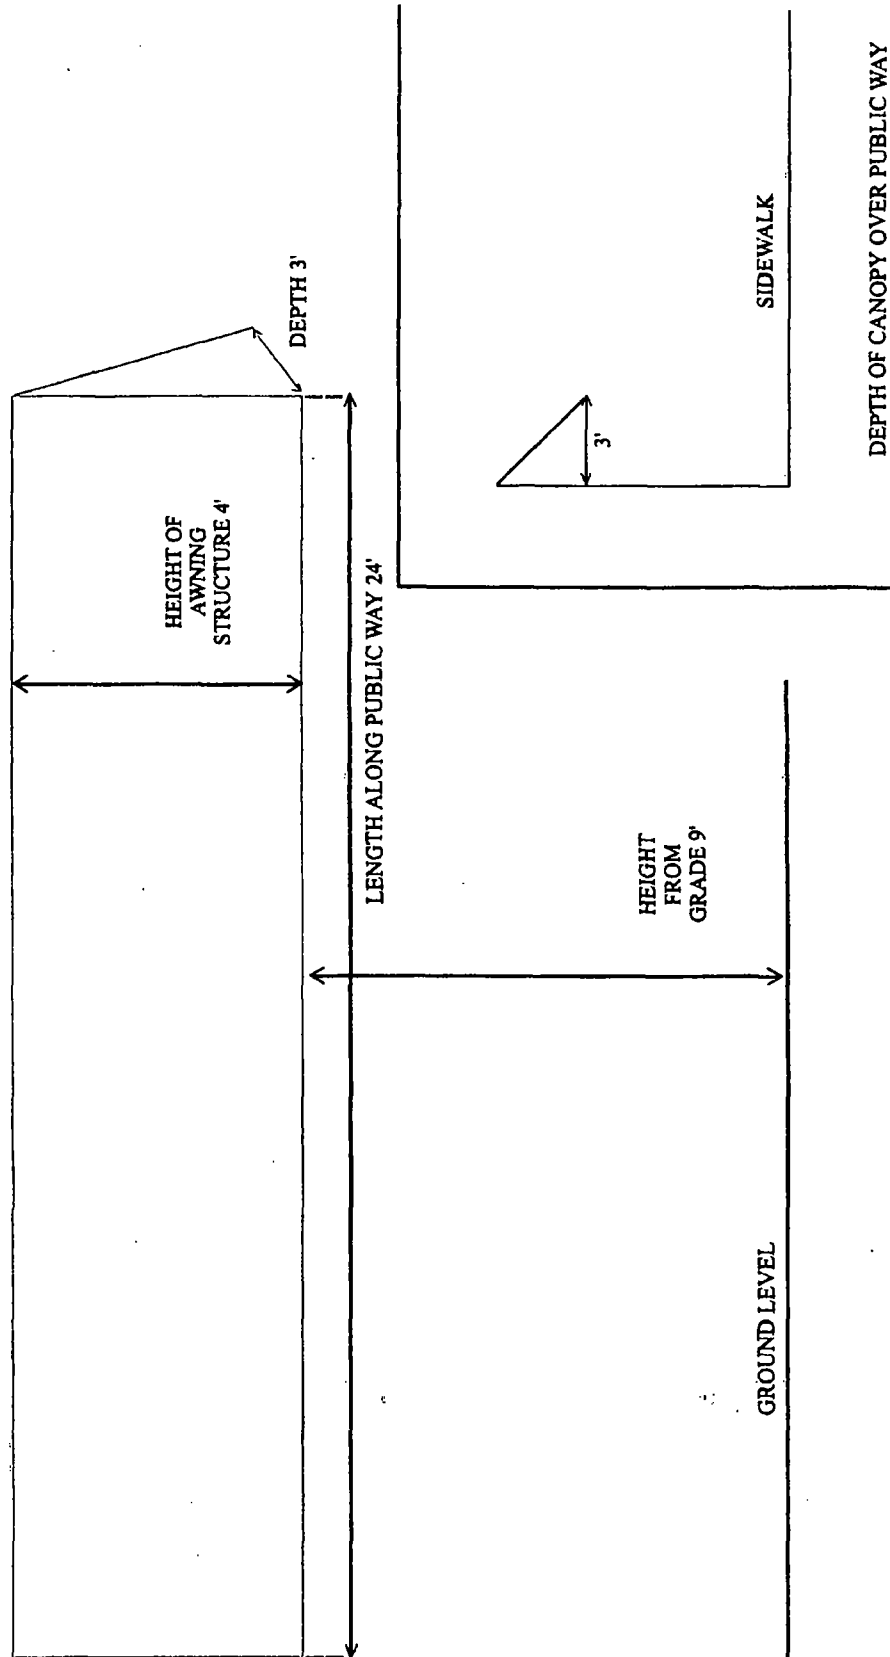 HEIGHT OF
AWNING
STRUCTURE 4'
DEPTH 3'
LENGTH ALONG PUBLIC WAY 24'
HEIGHT
FROM
GRADE 9'
GROUND LEVEL
3'
SIDEWALK
DEPTH OF CANOPY OVER PUBLIC WAY